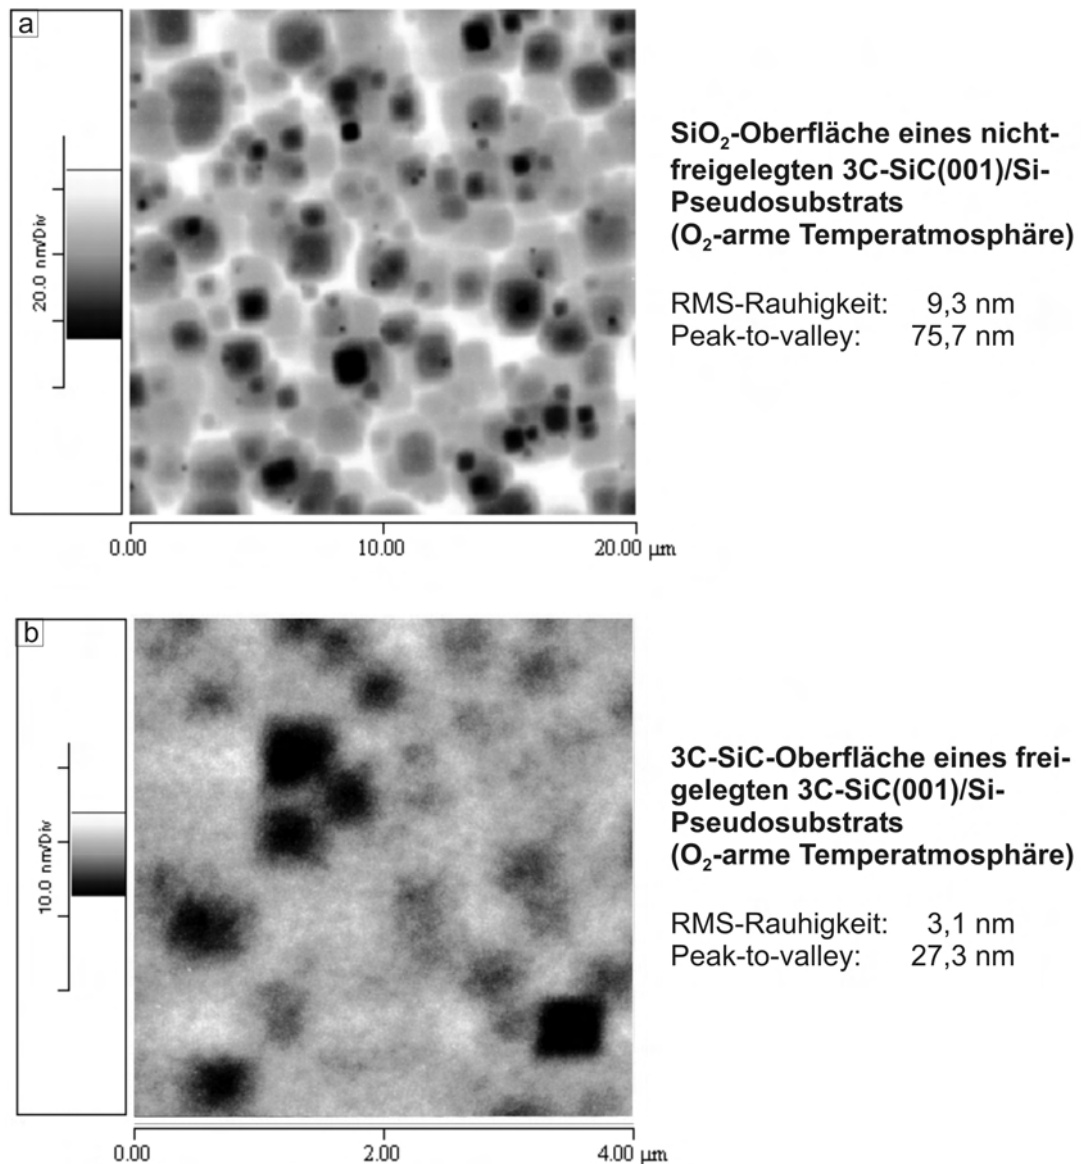 a
20.0 nm/Div
0.00 10.00 20.00 µm
SiO₂-Oberfläche eines nicht-
freigelegten 3C-SiC(001)/Si-
Pseudosubstrats
(O₂-arme Temperatmosphäre)
RMS-Rauhigkeit: 9,3 nm
Peak-to-valley: 75,7 nm
b
10.0 nm/Div
0.00 2.00 4.00 µm
3C-SiC-Oberfläche eines frei-
gelegten 3C-SiC(001)/Si-
Pseudosubstrats
(O₂-arme Temperatmosphäre)
RMS-Rauhigkeit: 3,1 nm
Peak-to-valley: 27,3 nm